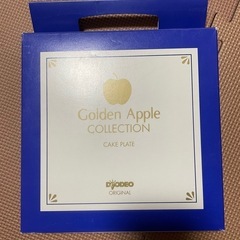 Golden Apple
COLLECTION
CAKE PLATE
ORIGINAL